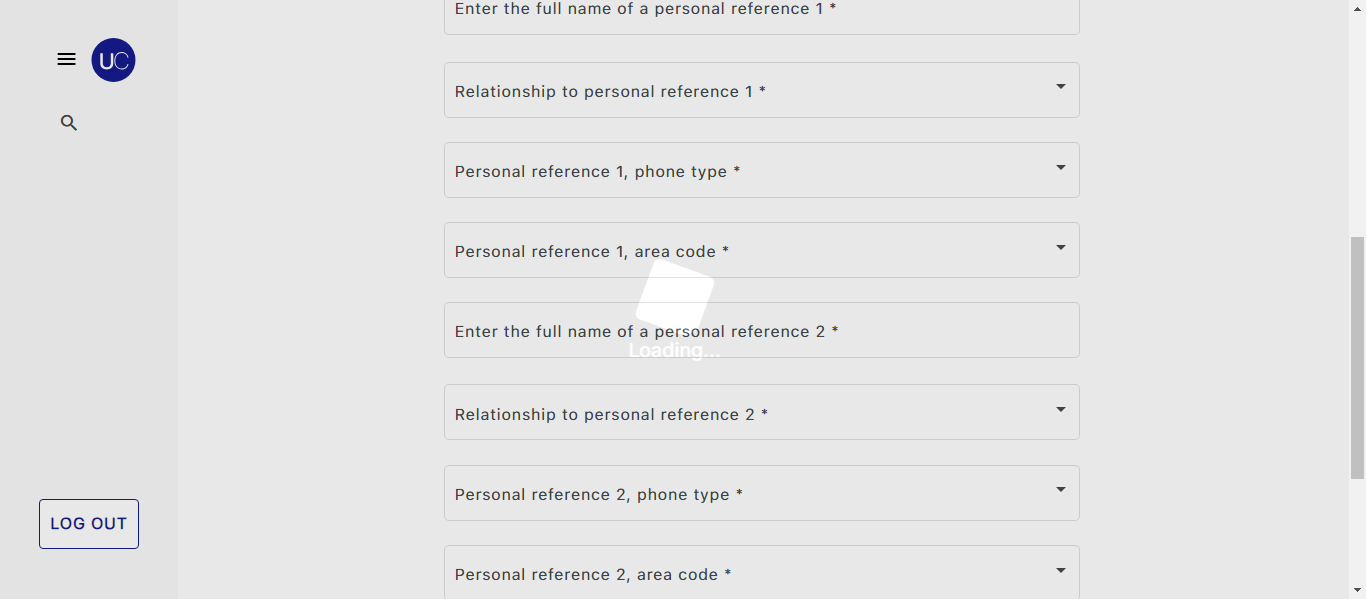 Enter the full name of a personal reference 1 *
UC
Relationship to personal reference 1 *
Personal reference 1, phone type *
Personal reference 1, area code *
Enter the full name of a personal reference 2 *
Loading...
Relationship to personal reference 2 *
Personal reference 2, phone type *
LOG OUT
Personal reference 2, area code *